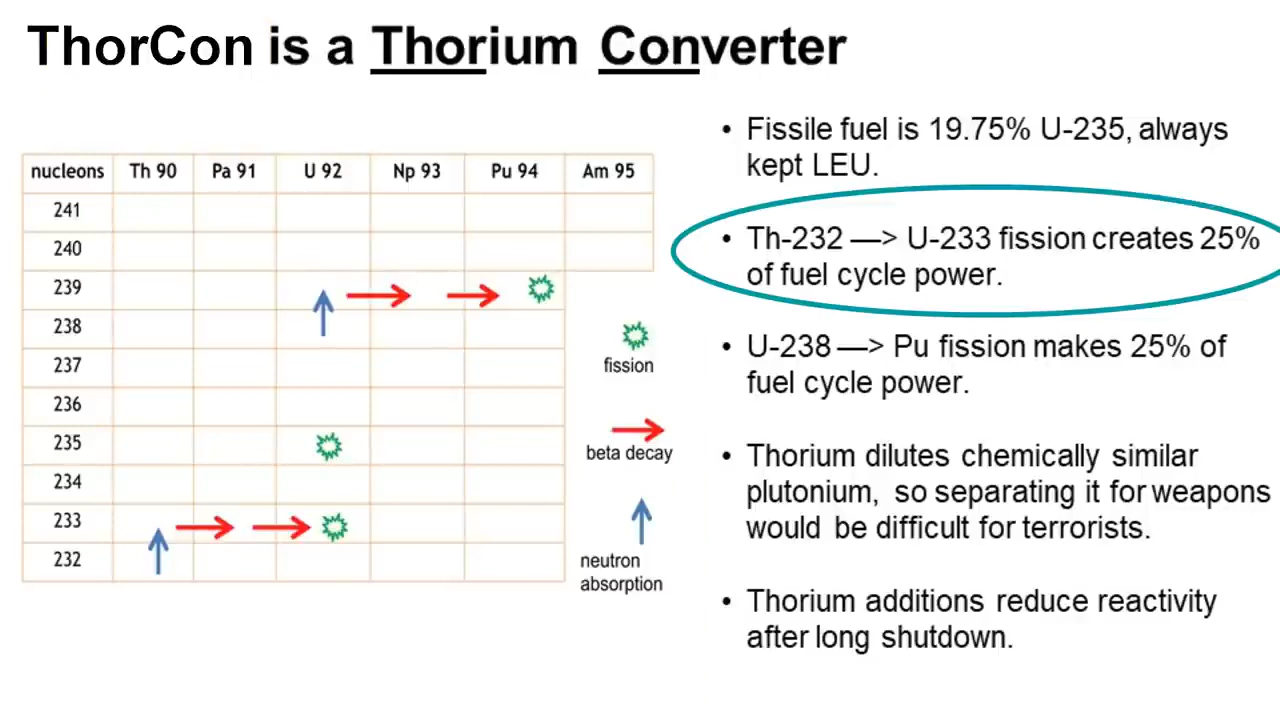 ThorCon is a Thorium Converter
nucleons Th 90 Pa 91 U 92 Np 93 Pu 94 Am 95
241
240
239
238
237
236
235
234
233
232
fission
beta decay
neutron
absorption
• Fissile fuel is 19.75% U-235, always
kept LEU.
• Th-232 —> U-233 fission creates 25%
of fuel cycle power.
• U-238 —> Pu fission makes 25% of
fuel cycle power.
• Thorium dilutes chemically similar
plutonium, so separating it for weapons
would be difficult for terrorists.
• Thorium additions reduce reactivity
after long shutdown.